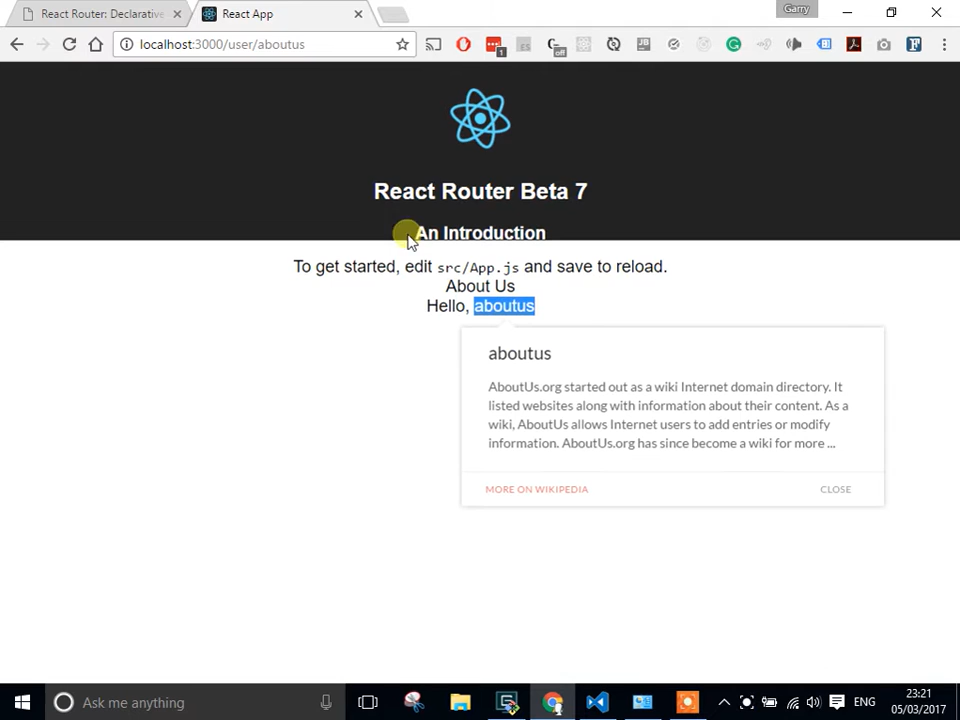 React Router: Declarative
React App
Garry
localhost:3000/user/aboutus
1
ES
off
JB
React Router Beta 7
An Introduction
To get started, edit src/App.js and save to reload.
About Us
Hello, aboutus
aboutus
AboutUs.org started out as a wiki Internet domain directory. It
listed websites along with information about their content. As a
wiki, AboutUs allows Internet users to add entries or modify
information. AboutUs.org has since become a wiki for more ...
MORE ON WIKIPEDIA
CLOSE
Ask me anything
ENG
23:21
05/03/2017